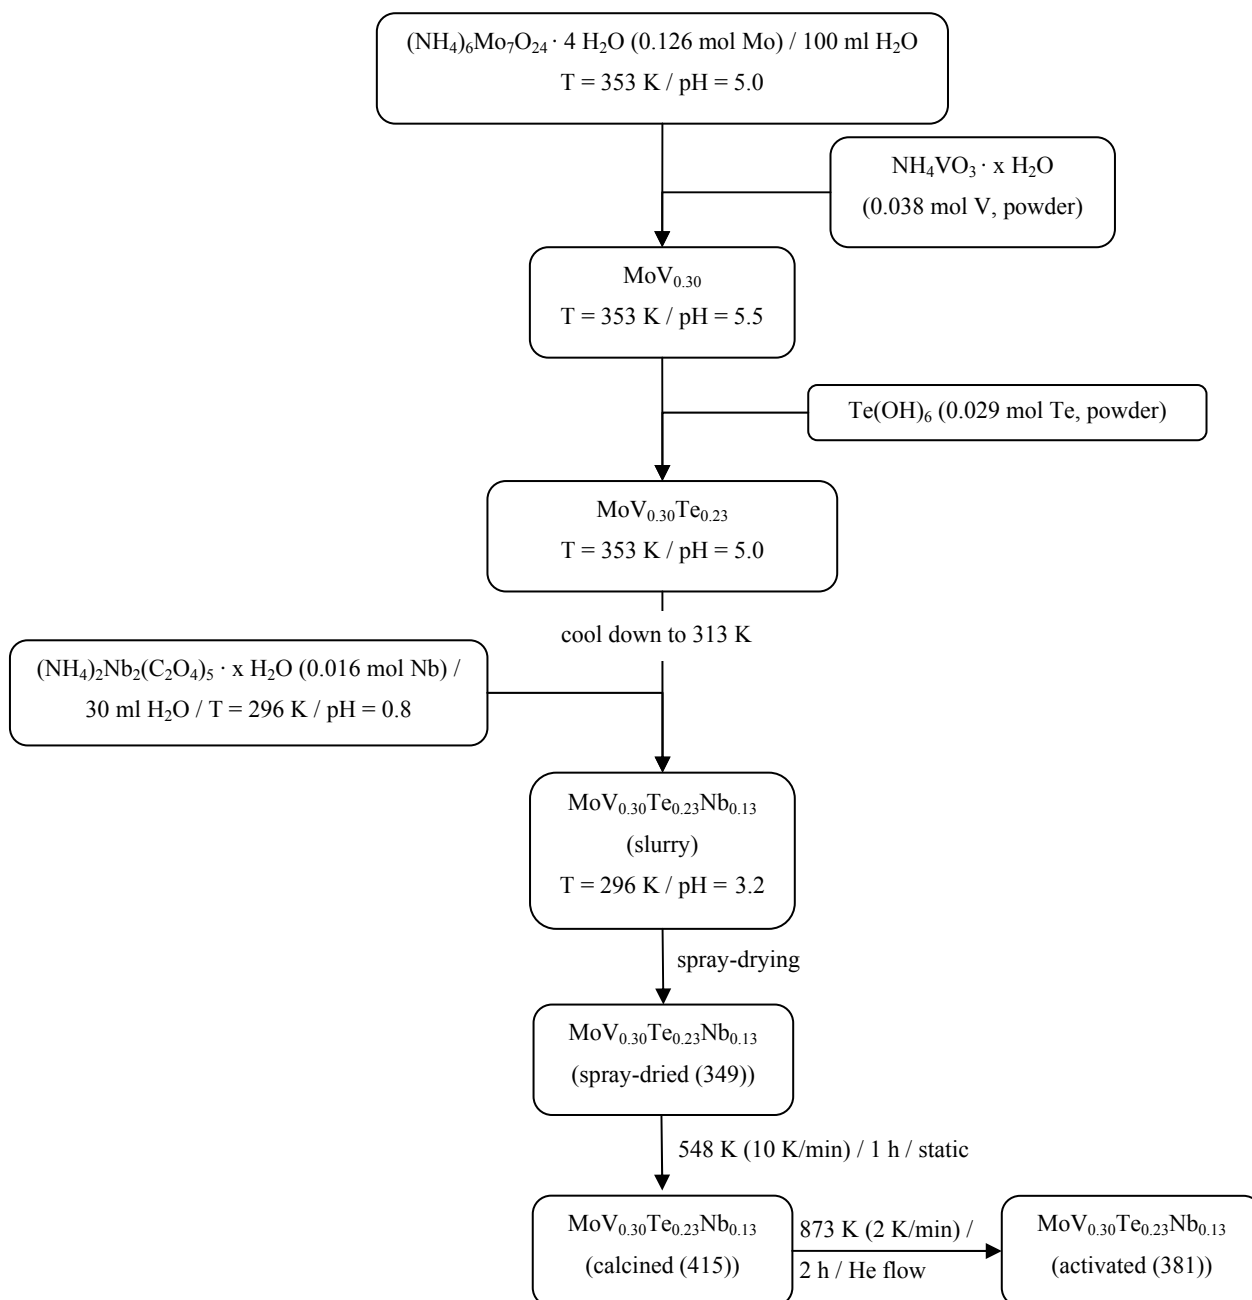 (NH₄)₆Mo₇O₂₄ · 4 H₂O (0.126 mol Mo) / 100 ml H₂O
T = 353 K / pH = 5.0
NH₄VO₃ · x H₂O
(0.038 mol V, powder)
MoV₀.₃₀
T = 353 K / pH = 5.5
Te(OH)₆ (0.029 mol Te, powder)
MoV₀.₃₀Te₀.₂₃
T = 353 K / pH = 5.0
cool down to 313 K
(NH₄)₂Nb₂(C₂O₄)₅ · x H₂O (0.016 mol Nb) /
30 ml H₂O / T = 296 K / pH = 0.8
MoV₀.₃₀Te₀.₂₃Nb₀.₁₃
(slurry)
T = 296 K / pH = 3.2
spray-drying
MoV₀.₃₀Te₀.₂₃Nb₀.₁₃
(spray-dried (349))
548 K (10 K/min) / 1 h / static
MoV₀.₃₀Te₀.₂₃Nb₀.₁₃
(calcined (415))
873 K (2 K/min) /
2 h / He flow
MoV₀.₃₀Te₀.₂₃Nb₀.₁₃
(activated (381))